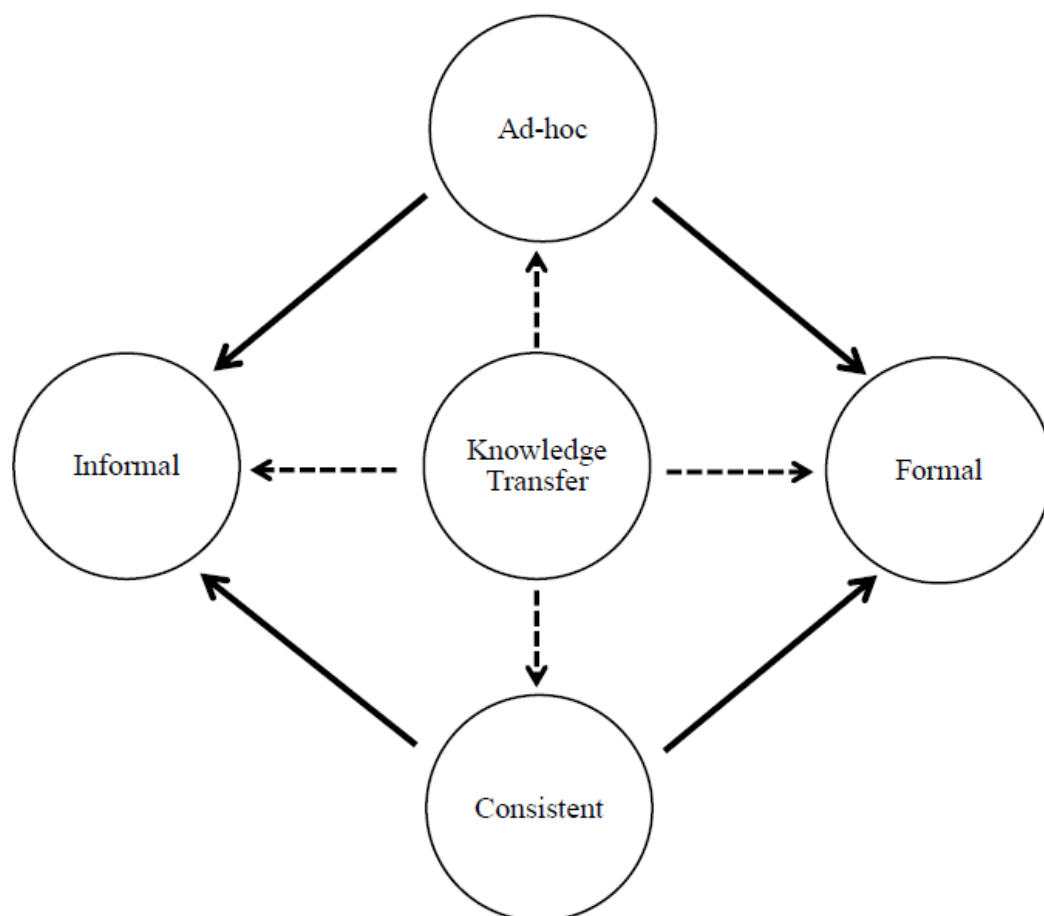 Ad-hoc
Informal
Knowledge
Transfer
Formal
Consistent